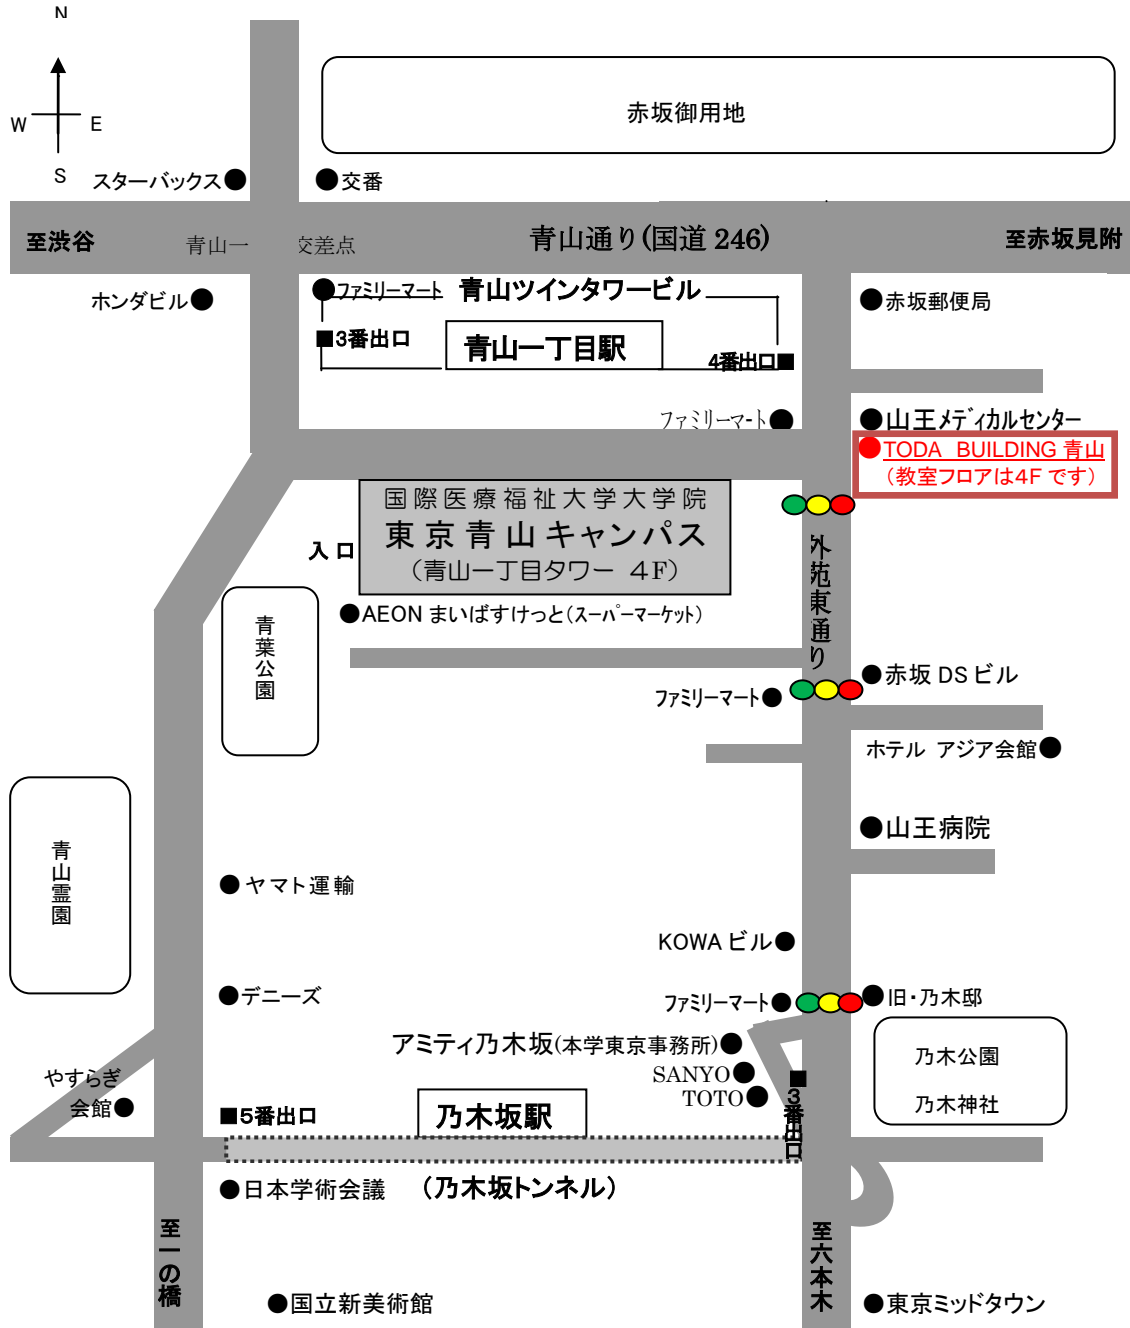 N
W
E
S
赤坂御用地
スターバックス
交番
至渋谷
青山一
交差点
青山通り(国道 246)
至赤坂見附
ホンダビル
ファミリーマート
青山ツインタワービル
赤坂郵便局
■3番出口
青山一丁目駅
4番出口■
ファミリーマート
山王メディカルセンター
TODA BUILDING 青山
(教室フロアは4F です)
国際医療福祉大学大学院
東京青山キャンパス
(青山一丁目タワー 4F)
入口
外苑東通り
AEON まいばすけっと(スーパーマーケット)
青葉公園
赤坂 DS ビル
ファミリーマート
ホテル アジア会館
青山霊園
山王病院
ヤマト運輸
KOWA ビル
デニーズ
ファミリーマート
旧・乃木邸
アミティ乃木坂(本学東京事務所)
乃木公園
乃木神社
SANYO
TOTO
■3番出口
やすらぎ
会館
■5番出口
乃木坂駅
日本学術会議
(乃木坂トンネル)
至一の橋
至六本木
国立新美術館
東京ミッドタウン